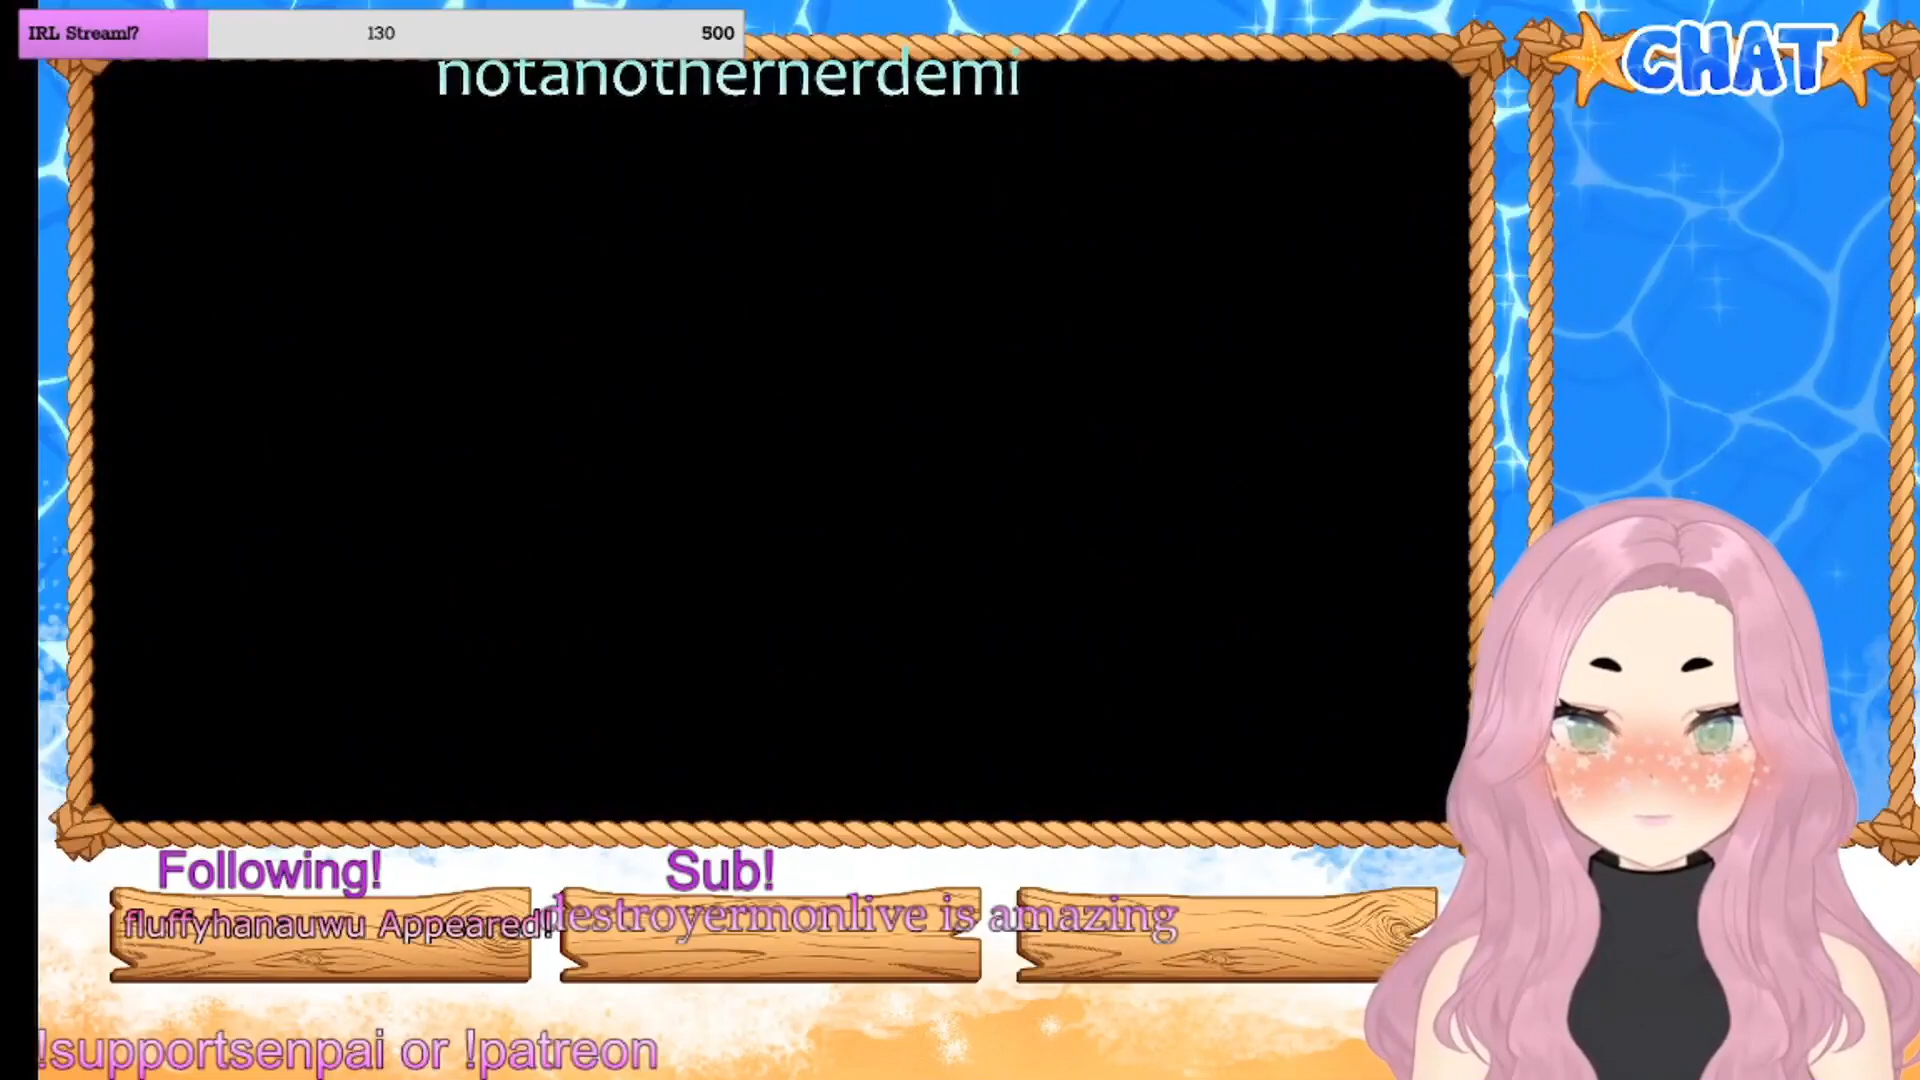 IRL Stream!? 130 500
notanothernerdemi
CHAT
Following! Sub!
fluffyhanauwu Appeared! destroyermonlive is amazing
!supportsenpai or !patreon